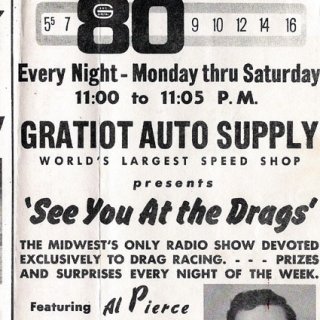 55 7 80 9 10 12 14 16
Every Night - Monday thru Saturday
11:00 to 11:05 P.M.
GRATIOT AUTO SUPPLY
WORLD'S LARGEST SPEED SHOP
presents
'See You At the Drags'
THE MIDWEST'S ONLY RADIO SHOW DEVOTED
EXCLUSIVELY TO DRAG RACING. - - - PRIZES
AND SURPRISES EVERY NIGHT OF THE WEEK.
Featuring Al Pierce